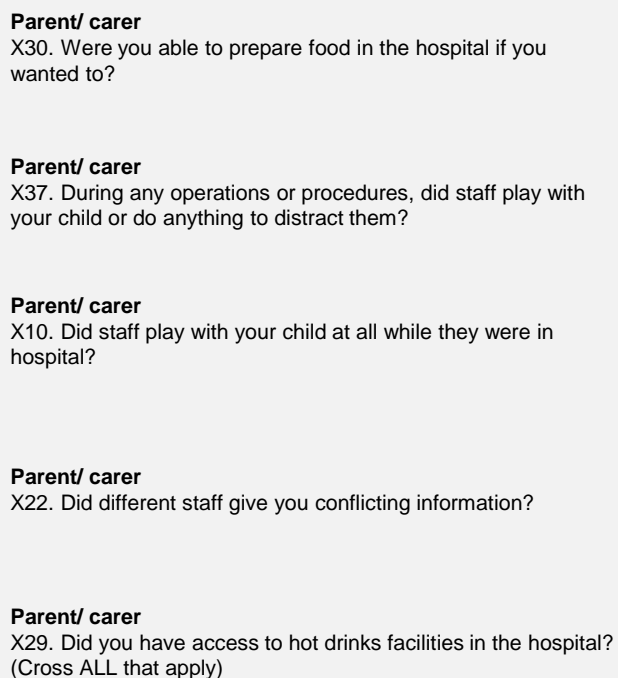 Parent/ carer
X30. Were you able to prepare food in the hospital if you
wanted to?
Parent/ carer
X37. During any operations or procedures, did staff play with
your child or do anything to distract them?
Parent/ carer
X10. Did staff play with your child at all while they were in
hospital?
Parent/ carer
X22. Did different staff give you conflicting information?
Parent/ carer
X29. Did you have access to hot drinks facilities in the hospital?
(Cross ALL that apply)